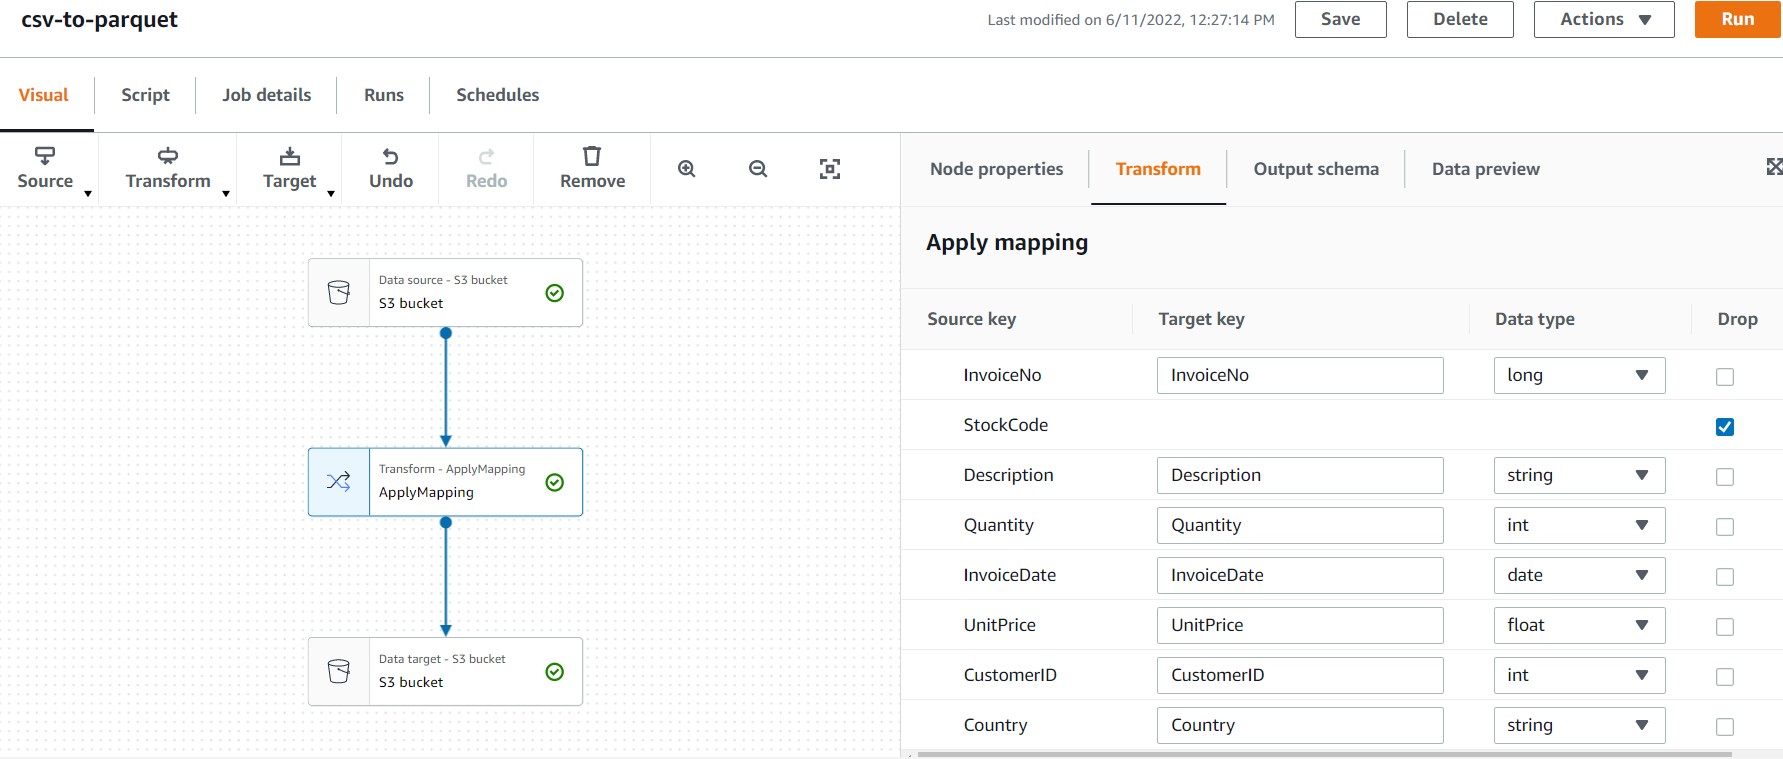 csv-to-parquet
Last modified on 6/11/2022, 12:27:14 PM
Save
Delete
Actions
Run
Visual
Script
Job details
Runs
Schedules
Source
Transform
Target
Undo
Redo
Remove
Data source - S3 bucket
S3 bucket
Transform - ApplyMapping
ApplyMapping
Data target - S3 bucket
S3 bucket
Node properties
Transform
Output schema
Data preview
Apply mapping
Source key Target key Data type Drop
InvoiceNo InvoiceNo long
StockCode
Description Description string
Quantity Quantity int
InvoiceDate InvoiceDate date
UnitPrice UnitPrice float
CustomerID CustomerID int
Country Country string